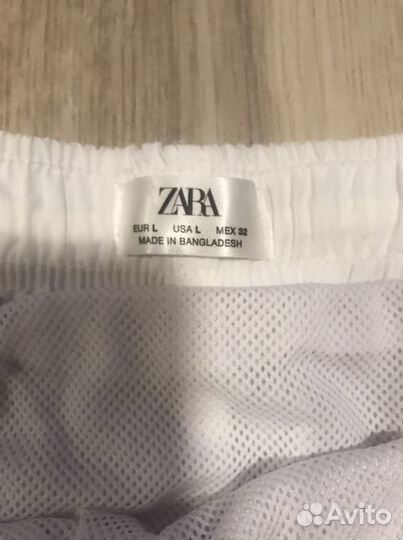 ZARA
EUR L USA L MEX 32
MADE IN BANGLADESH
Avito